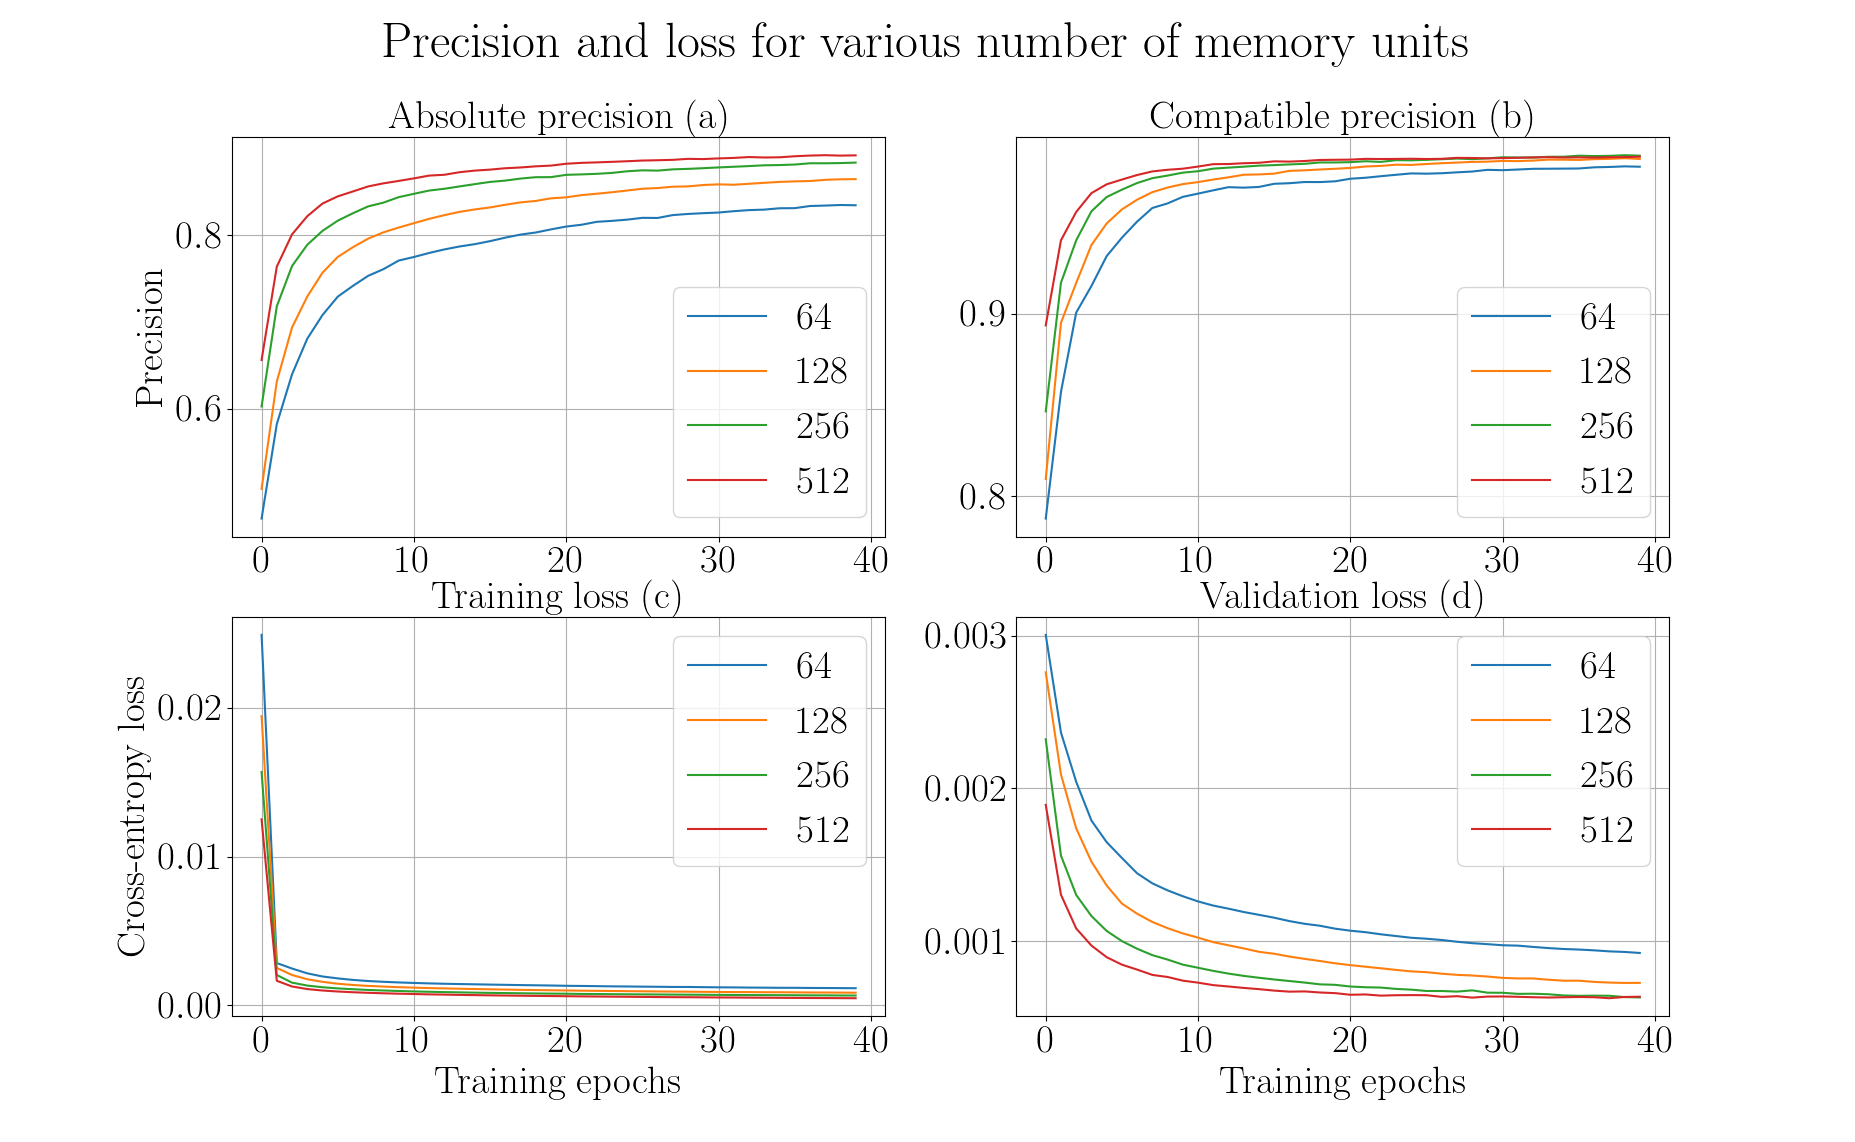 Precision and loss for various number of memory units
Absolute precision (a)
Precision
0.8
0.6
0 10 20 30 40
64
128
256
512
Compatible precision (b)
0.9
0.8
0 10 20 30 40
64
128
256
512
Training loss (c)
Cross-entropy loss
0.02
0.01
0.00
0 10 20 30 40
Training epochs
64
128
256
512
Validation loss (d)
0.003
0.002
0.001
0 10 20 30 40
Training epochs
64
128
256
512